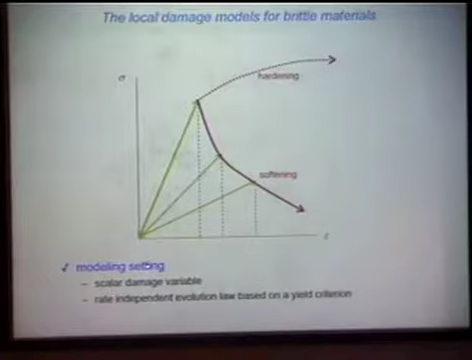 The local damage models for brittle materials
σ
hardening
softening
ε
✓ modeling setting
– scalar damage variable
– rate independent evolution law based on a yield criterion